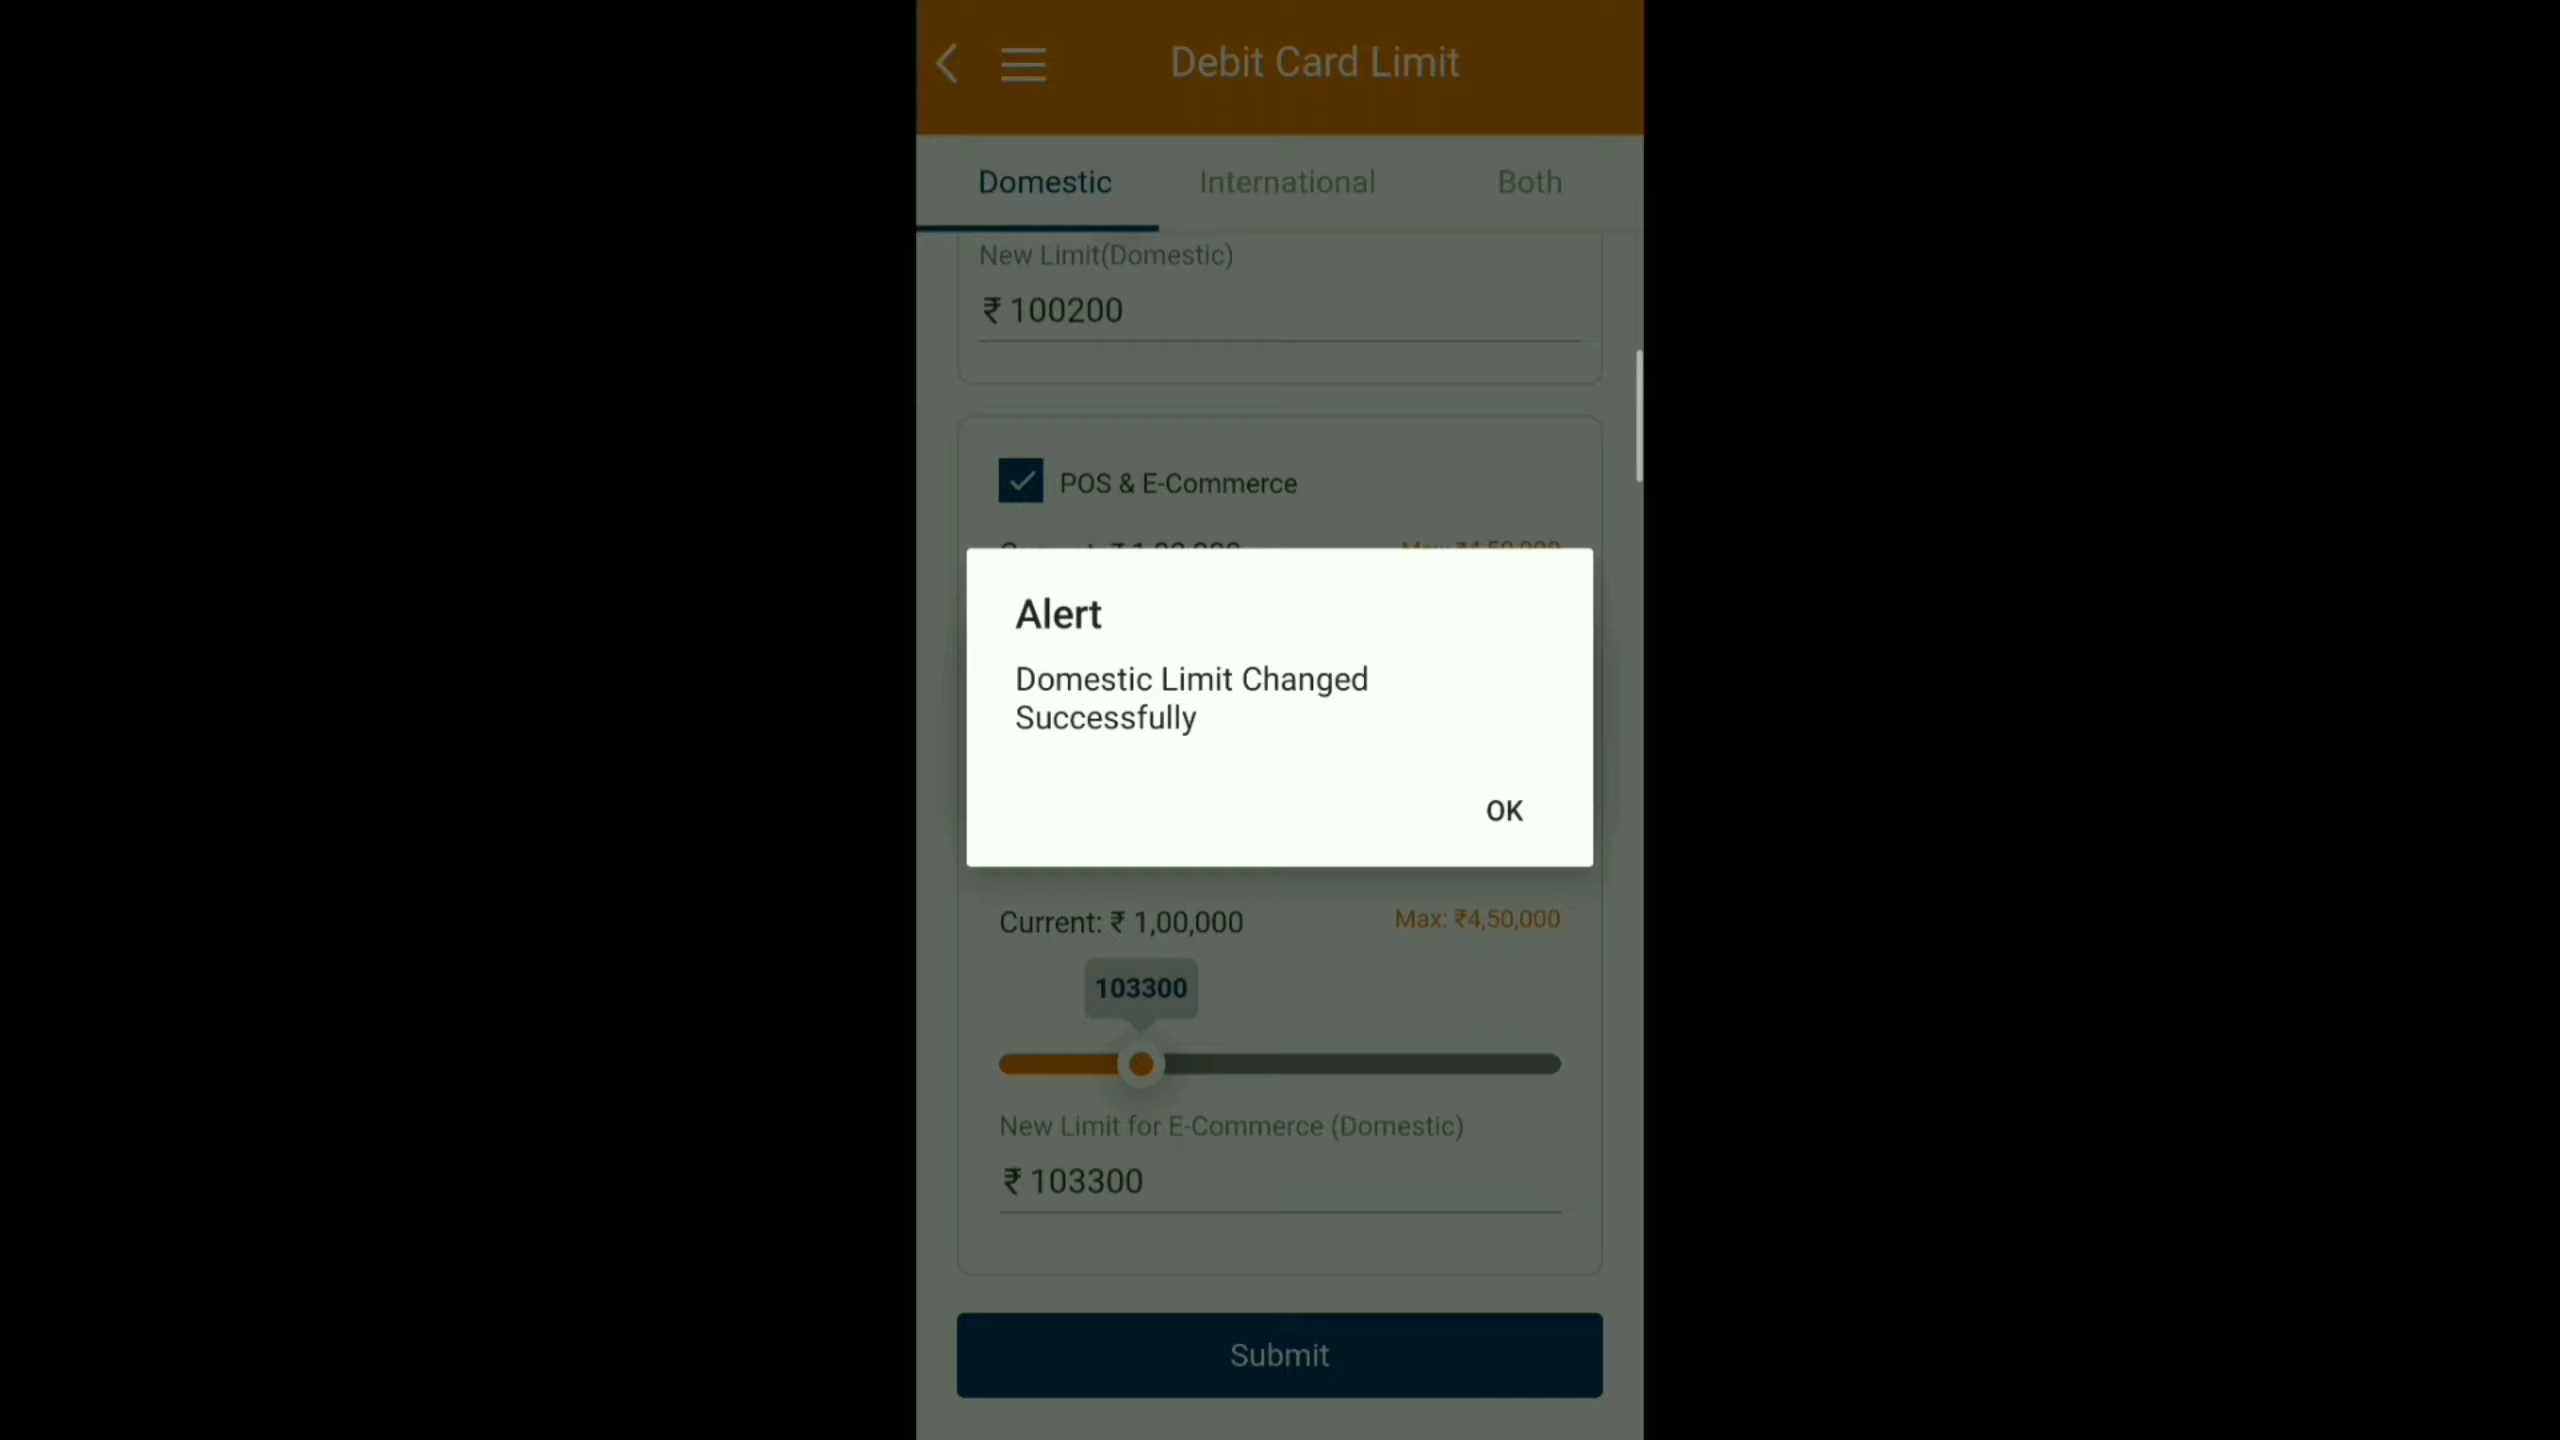 Debit Card Limit
Domestic International Both
New Limit(Domestic)
₹ 100200
POS & E-Commerce
Alert
Domestic Limit Changed
Successfully
OK
Current: ₹ 1,00,000 Max: ₹4,50,000
103300
New Limit for E-Commerce (Domestic)
₹ 103300
Submit